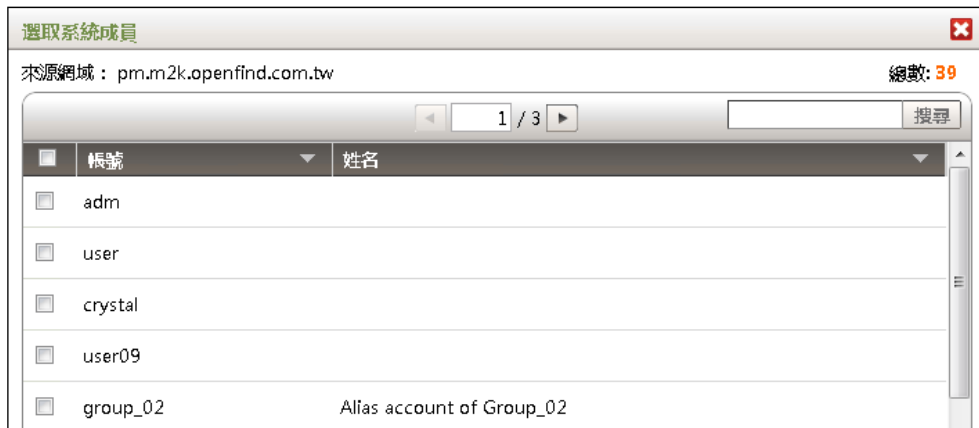 選取系統成員
來源網域： pm.m2k.openfind.com.tw 總數: 39
1 / 3 搜尋
帳號 姓名
adm
user
crystal
user09
group_02 Alias account of Group_02